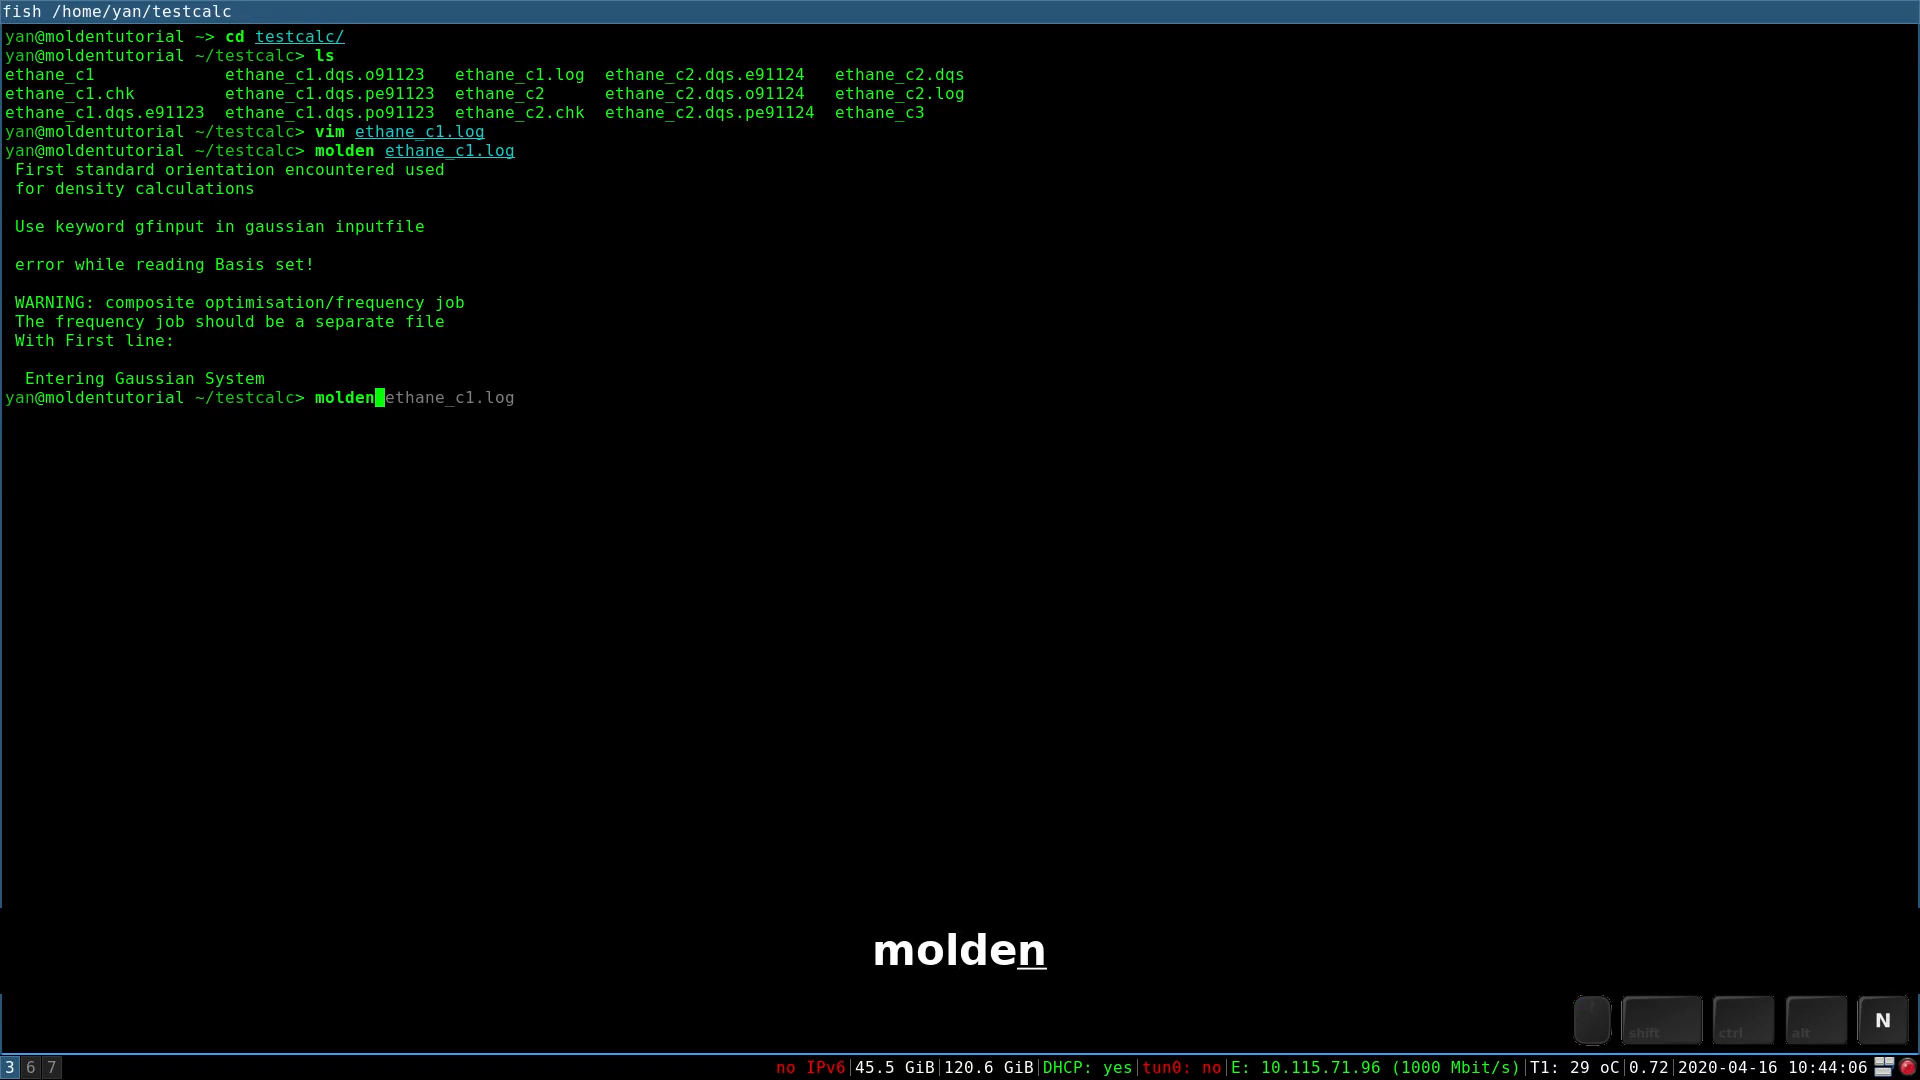 fish /home/yan/testcalc
yan@moldentutorial ~> cd testcalc/
yan@moldentutorial ~/testcalc> ls
ethane_c1             ethane_c1.dqs.o91123   ethane_c1.log  ethane_c2.dqs.e91124   ethane_c2.dqs
ethane_c1.chk         ethane_c1.dqs.pe91123  ethane_c2      ethane_c2.dqs.o91124   ethane_c2.log
ethane_c1.dqs.e91123  ethane_c1.dqs.po91123  ethane_c2.chk  ethane_c2.dqs.pe91124  ethane_c3
yan@moldentutorial ~/testcalc> vim ethane_c1.log
yan@moldentutorial ~/testcalc> molden ethane_c1.log
First standard orientation encountered used
for density calculations
Use keyword gfinput in gaussian inputfile
error while reading Basis set!
WARNING: composite optimisation/frequency job
The frequency job should be a separate file
With First line:
Entering Gaussian System
yan@moldentutorial ~/testcalc> molden ethane_c1.log
molden
shift ctrl alt N
3 6 7 no IPv6|45.5 GiB|120.6 GiB|DHCP: yes|tun0: no|E: 10.115.71.96 (1000 Mbit/s)|T1: 29 oC|0.72|2020-04-16 10:44:06